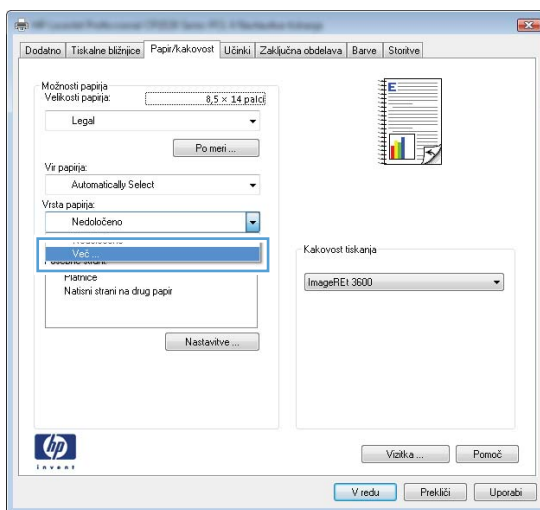 Dodatno Tiskalne bližnjice Papir/kakovost Učinki Zaključna obdelava Barve Storitve
Možnosti papirja
Velikosti papirja: 8,5 × 14 palci
Legal
Po meri ...
Vir papirja:
Automatically Select
Vrsta papirja:
Nedoločeno
Več ...
Platnice
Natisni strani na drug papir
Nastavitve ...
Kakovost tiskanja
ImageREt 3600
E
hp
invent
Vizitka ... Pomoč
V redu Prekliči Uporabi